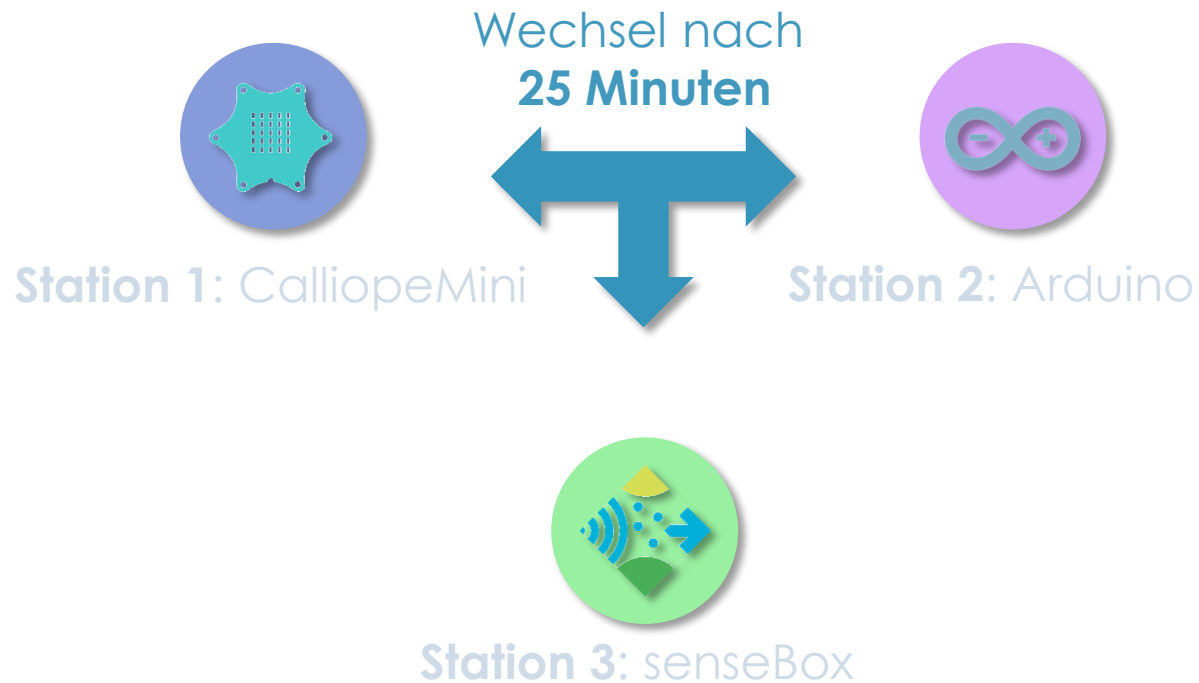 Wechsel nach
25 Minuten
Station 1: CalliopeMini
Station 2: Arduino
Station 3: senseBox